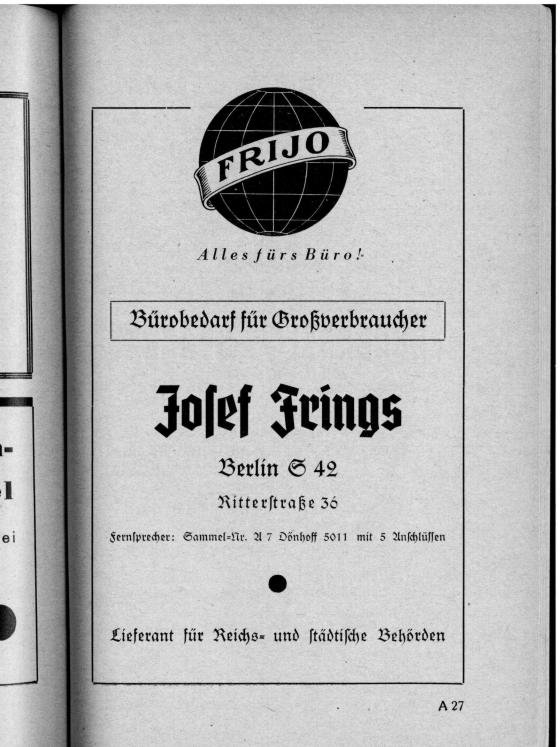 FRIJO
Alles fürs Büro!
Bürobedarf für Großverbraucher
Josef Frings
Berlin S 42
Ritterstraße 36
Fernsprecher: Sammel=Nr. A 7 Dönhoff 5011 mit 5 Anschlüssen
Lieferant für Reichs= und städtische Behörden
A 27
ei